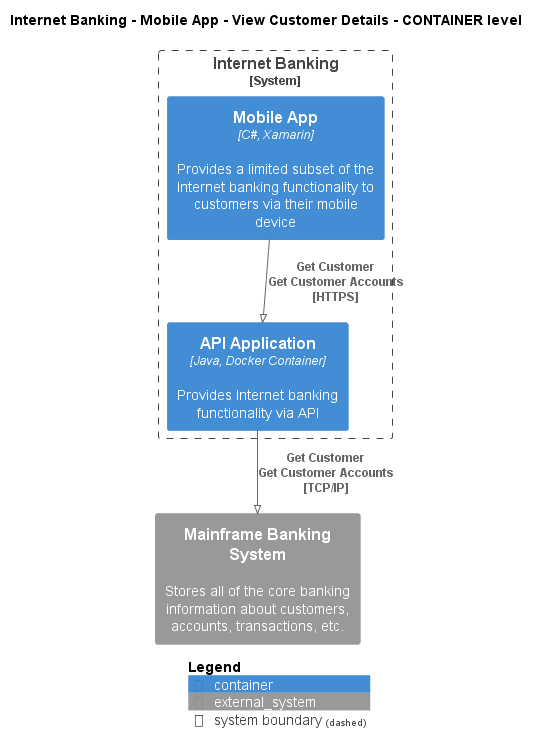 Internet Banking - Mobile App - View Customer Details - CONTAINER level
Internet Banking
[System]
Mobile App
[C#, Xamarin]
Provides a limited subset of the
Internet banking functionality to
customers via their mobile
device
Get Customer
Get Customer Accounts
[HTTPS]
API Application
[Java, Docker Container]
Provides Internet banking
functionality via API
Get Customer
Get Customer Accounts
[TCP/IP]
Mainframe Banking
System
Stores all of the core banking
information about customers,
accounts, transactions, etc.
Legend
container
external_system
system boundary (dashed)